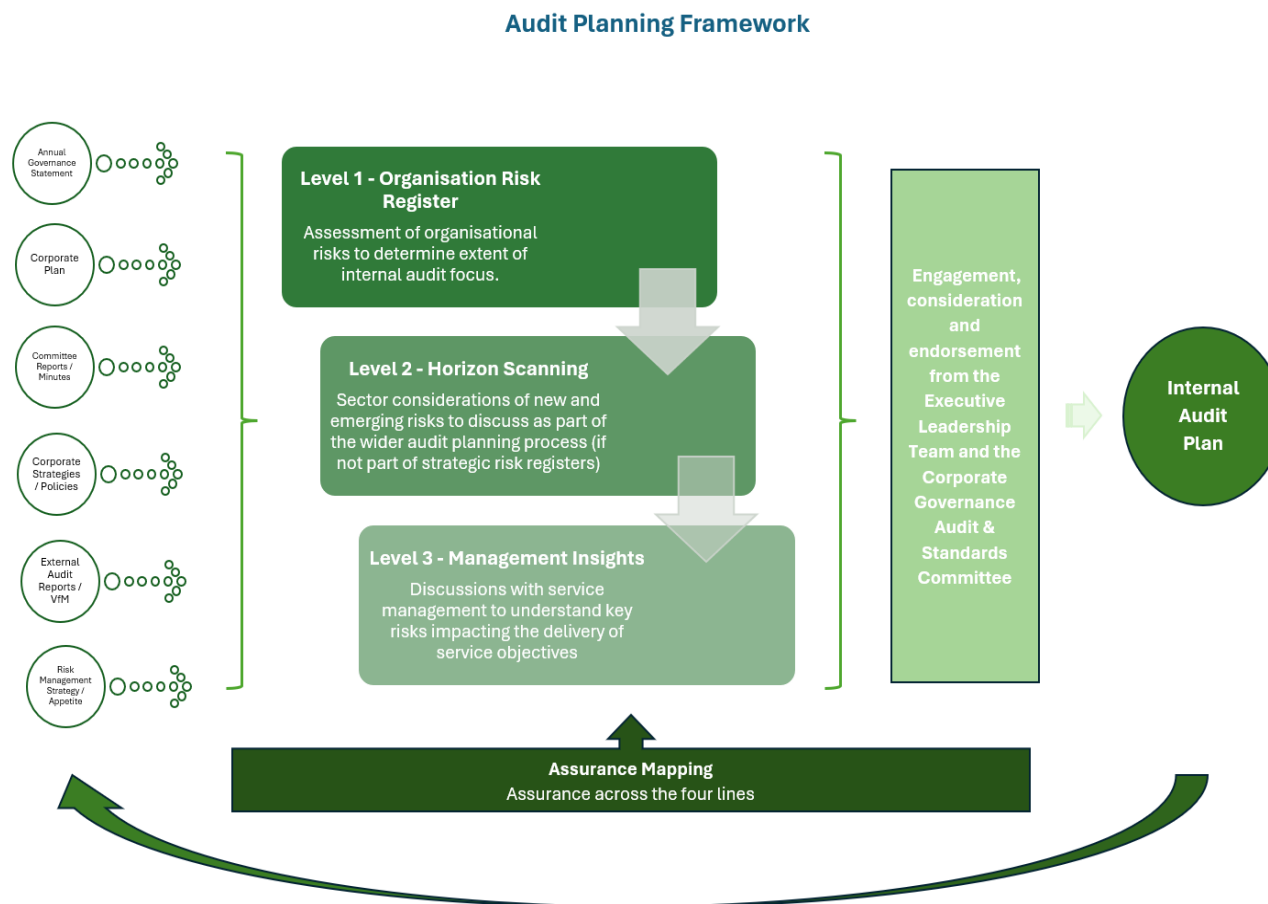 Audit Planning Framework
Annual
Governance
Statement
Corporate
Plan
Committee
Reports /
Minutes
Corporate
Strategies
/ Policies
External
Audit
Reports /
VfM
Risk
Management
Strategy /
Appetite
Level 1 - Organisation Risk
Register
Assessment of organisational
risks to determine extent of
internal audit focus.
Level 2 - Horizon Scanning
Sector considerations of new and
emerging risks to discuss as part of
the wider audit planning process (if
not part of strategic risk registers)
Level 3 - Management Insights
Discussions with service
management to understand key
risks impacting the delivery of
service objectives
Engagement,
consideration
and
endorsement
from the
Executive
Leadership
Team and the
Corporate
Governance
Audit &
Standards
Committee
Internal
Audit
Plan
Assurance Mapping
Assurance across the four lines